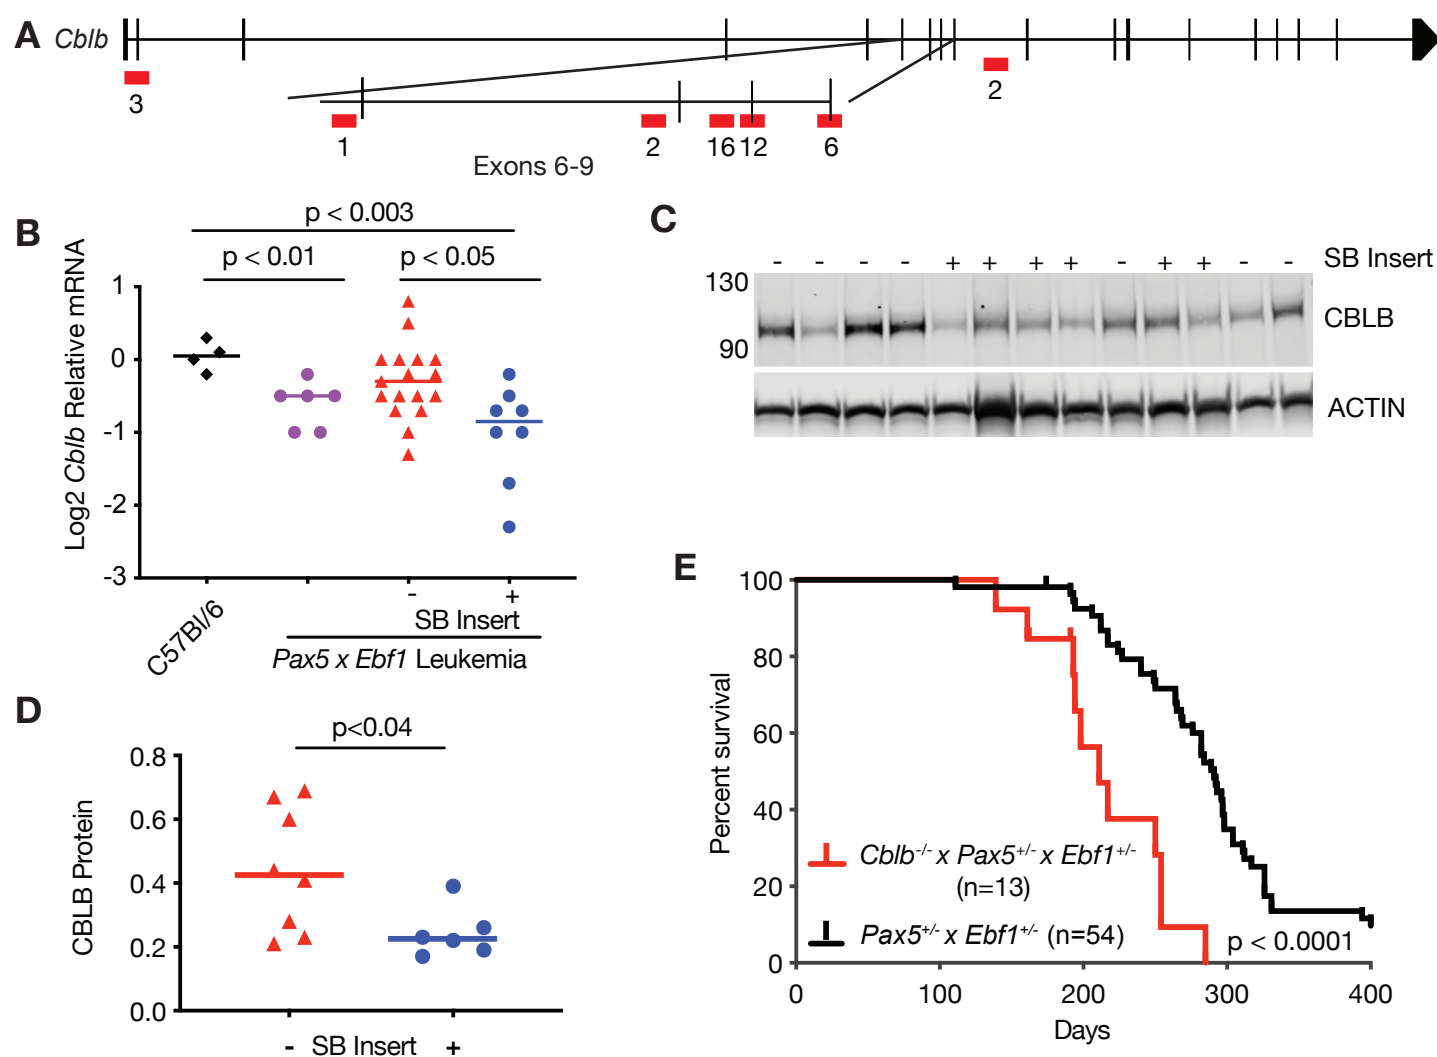 A Cblb
3
2
1 2 16 12 6
Exons 6-9
B
p < 0.003
p < 0.01 p < 0.05
Log2 Cblb Relative mRNA
1
0
-1
-2
-3
C57Bl/6
- +
SB Insert
Pax5 x Ebf1 Leukemia
C
- - - - + + + + - + + - - SB Insert
130
90
CBLB
ACTIN
D
p<0.04
CBLB Protein
0.8
0.6
0.4
0.2
0.0
- SB Insert +
E
Percent survival
100
80
60
40
20
0
Cblb-/- x Pax5+/- x Ebf1+/-
(n=13)
Pax5+/- x Ebf1+/- (n=54)
p < 0.0001
0 100 200 300 400
Days